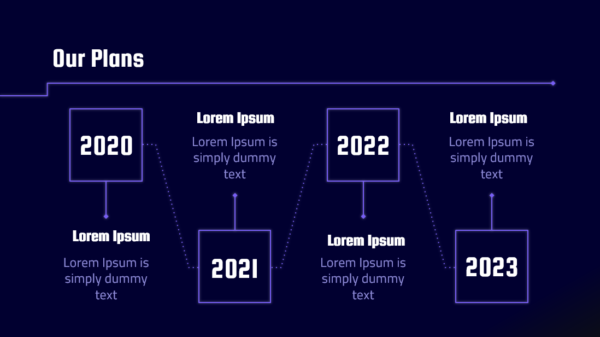 Our Plans
2020
Lorem Ipsum
Lorem Ipsum is
simply dummy
text
2021
Lorem Ipsum
Lorem Ipsum is
simply dummy
text
2022
Lorem Ipsum
Lorem Ipsum is
simply dummy
text
2023
Lorem Ipsum
Lorem Ipsum is
simply dummy
text